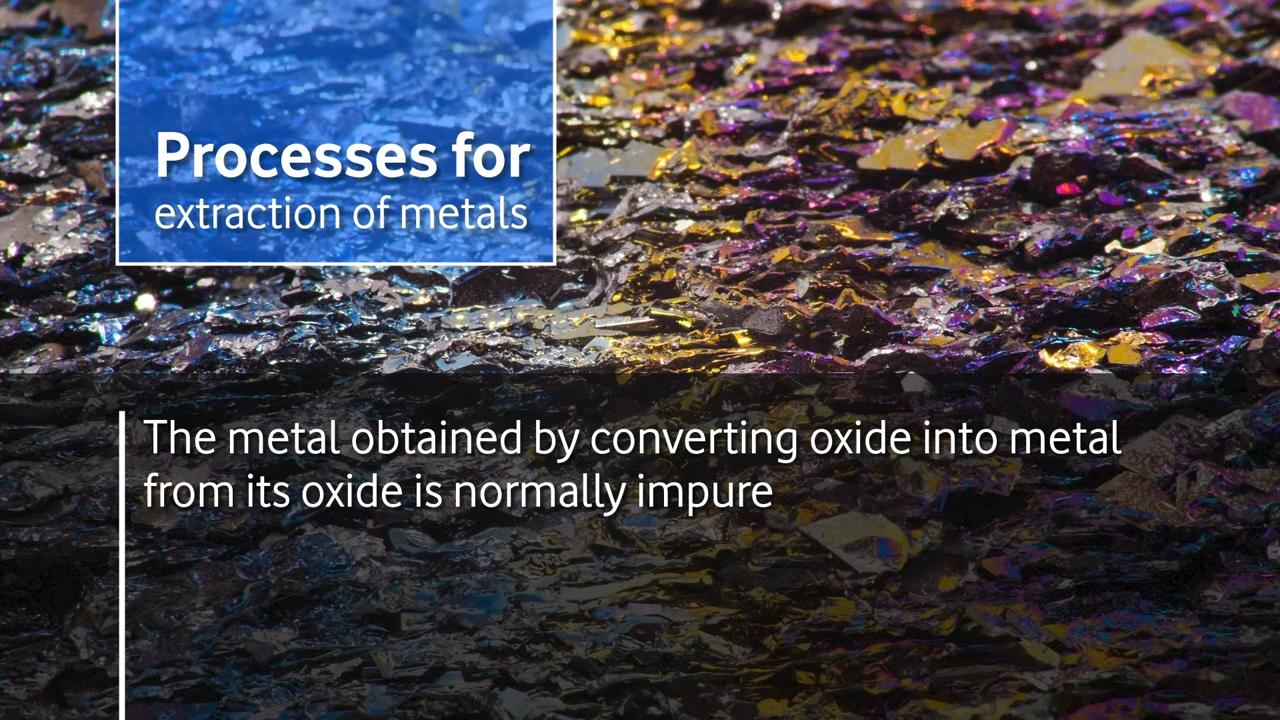 Processes for
extraction of metals
The metal obtained by converting oxide into metal
from its oxide is normally impure